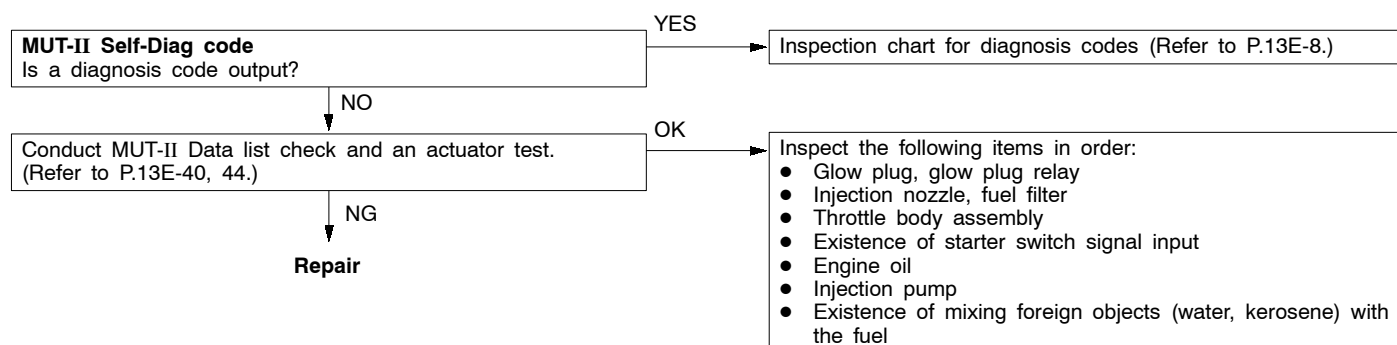 YES
MUT-II Self-Diag code
Is a diagnosis code output?
Inspection chart for diagnosis codes (Refer to P.13E-8.)
NO
OK
Conduct MUT-II Data list check and an actuator test.
(Refer to P.13E-40, 44.)
Inspect the following items in order:
● Glow plug, glow plug relay
● Injection nozzle, fuel filter
● Throttle body assembly
● Existence of starter switch signal input
● Engine oil
● Injection pump
● Existence of mixing foreign objects (water, kerosene) with
the fuel
NG
Repair